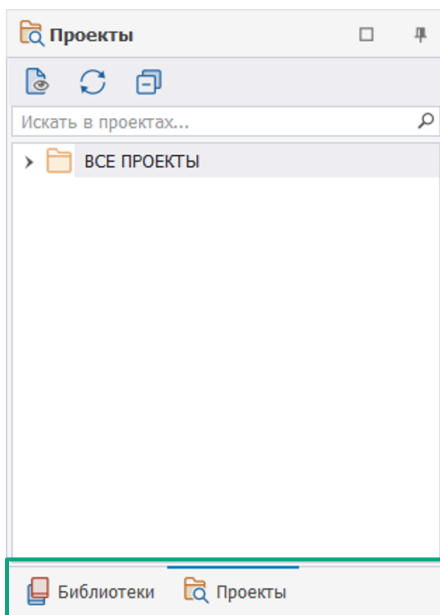 Проекты
Искать в проектах...
ВСЕ ПРОЕКТЫ
Библиотеки Проекты